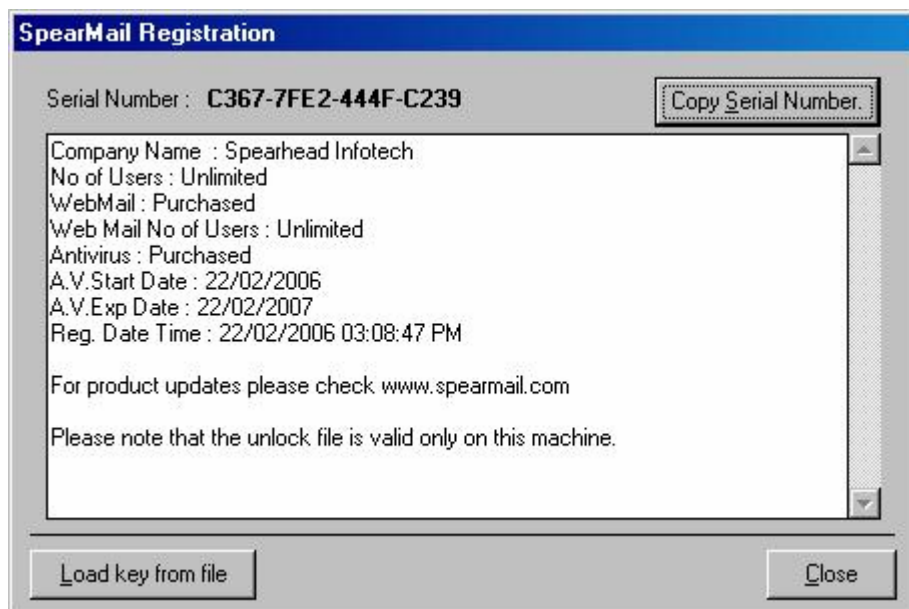 SpearMail Registration
Serial Number : C367-7FE2-444F-C239
Copy Serial Number.
Company Name : Spearhead Infotech
No of Users : Unlimited
WebMail : Purchased
Web Mail No of Users : Unlimited
Antivirus : Purchased
A.V.Start Date : 22/02/2006
A.V.Exp Date : 22/02/2007
Reg. Date Time : 22/02/2006 03:08:47 PM
For product updates please check www.spearmail.com
Please note that the unlock file is valid only on this machine.
Load key from file
Close